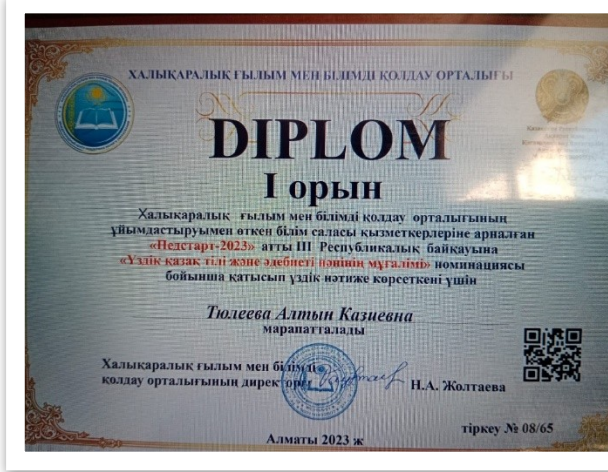 ХАЛЫҚАРАЛЫҚ ҒЫЛЫМ МЕН БІЛІМДІ ҚОЛДАУ ОРТАЛЫҒЫ
DIPLOM
I орын
Халықаралық ғылым мен білімді қолдау орталығының
ұйымдастыруымен өткен білім саласы қызметкерлеріне арналған
«Педстарт-2023» атты III Республикалық байқауына
«Үздік қазақ тілі және әдебиеті пәнінің мұғалімі» номинациясы
бойынша қатысып үздік нәтиже көрсеткені үшін
Тюлеева Алтын Казиевна
марапатталады
Халықаралық ғылым мен білімді
қолдау орталығының директоры
Н.А. Жолтаева
тіркеу № 08/65
Алматы 2023 ж